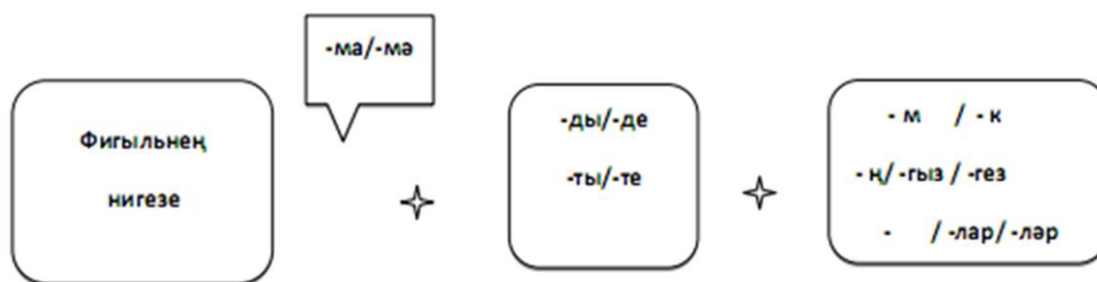 -ма/-мә
Фигыльнең
нигезе
-ды/-де
-ты/-те
- м / - к
- ң/ -гыз / -гез
- / -лар/ -ләр